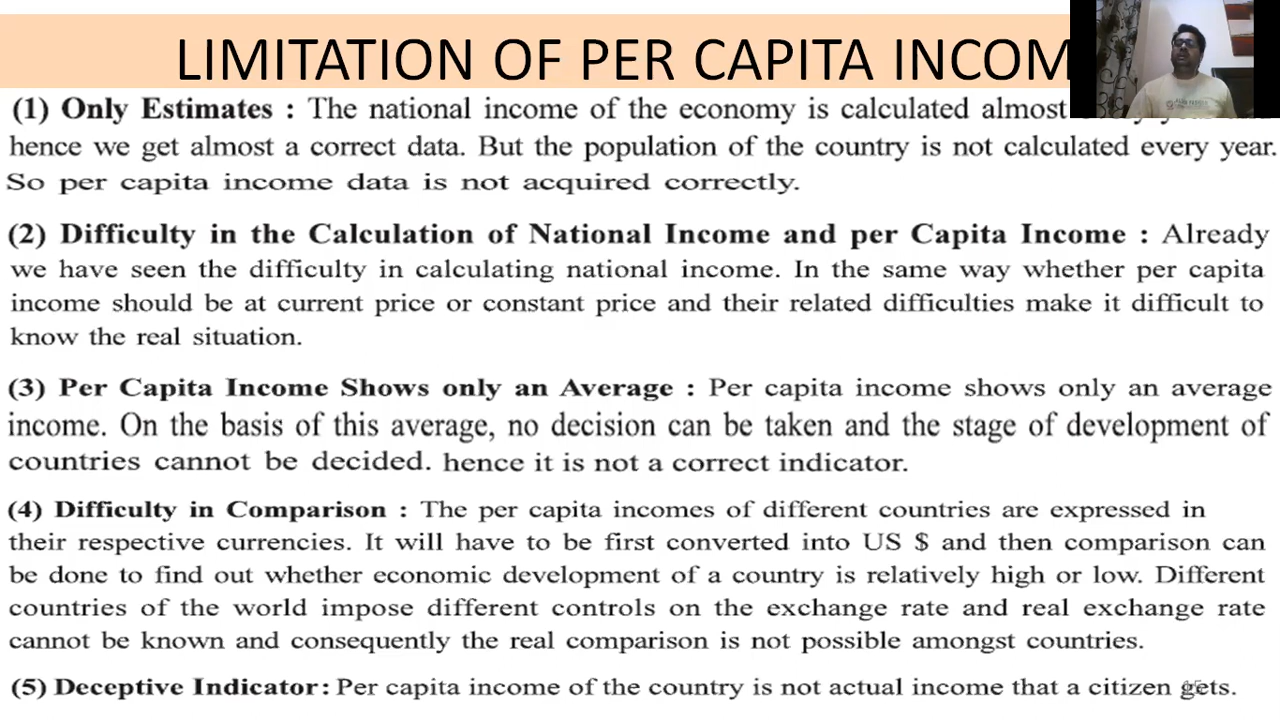 LIMITATION OF PER CAPITA INCOM
(1) Only Estimates : The national income of the economy is calculated almost
hence we get almost a correct data. But the population of the country is not calculated every year.
So per capita income data is not acquired correctly.
(2) Difficulty in the Calculation of National Income and per Capita Income : Already
we have seen the difficulty in calculating national income. In the same way whether per capita
income should be at current price or constant price and their related difficulties make it difficult to
know the real situation.
(3) Per Capita Income Shows only an Average : Per capita income shows only an average
income. On the basis of this average, no decision can be taken and the stage of development of
countries cannot be decided. hence it is not a correct indicator.
(4) Difficulty in Comparison : The per capita incomes of different countries are expressed in
their respective currencies. It will have to be first converted into US $ and then comparison can
be done to find out whether economic development of a country is relatively high or low. Different
countries of the world impose different controls on the exchange rate and real exchange rate
cannot be known and consequently the real comparison is not possible amongst countries.
(5) Deceptive Indicator: Per capita income of the country is not actual income that a citizen gets.
15